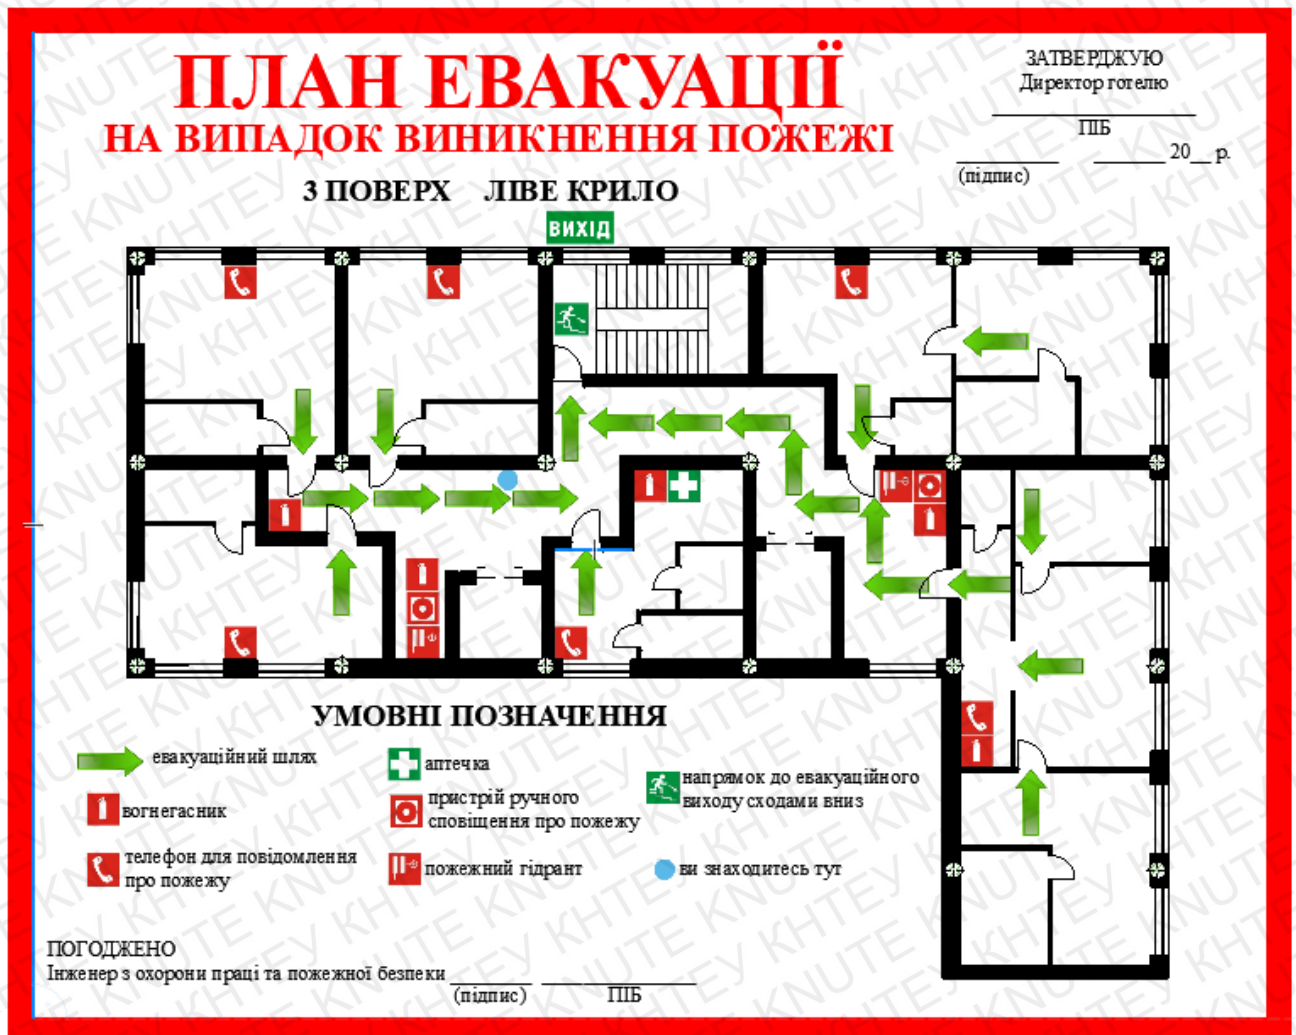 ПЛАН ЕВАКУАЦІЇ
НА ВИПАДОК ВИНИКНЕННЯ ПОЖЕЖІ
3 ПОВЕРХ ЛІВЕ КРИЛО
ЗАТВЕРДЖУЮ
Директор готелю
ПІБ
20__ р.
(підпис)
ВИХІД
УМОВНІ ПОЗНАЧЕННЯ
евакуаційний шлях
вогнегасник
телефон для повідомлення
про пожежу
аптечка
пристрій ручного
сповіщення про пожежу
пожежний гідрант
напрямок до евакуаційного
виходу сходами вниз
ви знаходитесь тут
ПОГОДЖЕНО
Інженер з охорони праці та пожежної безпеки
(підпис) ПІБ
KNUTE KHTEY